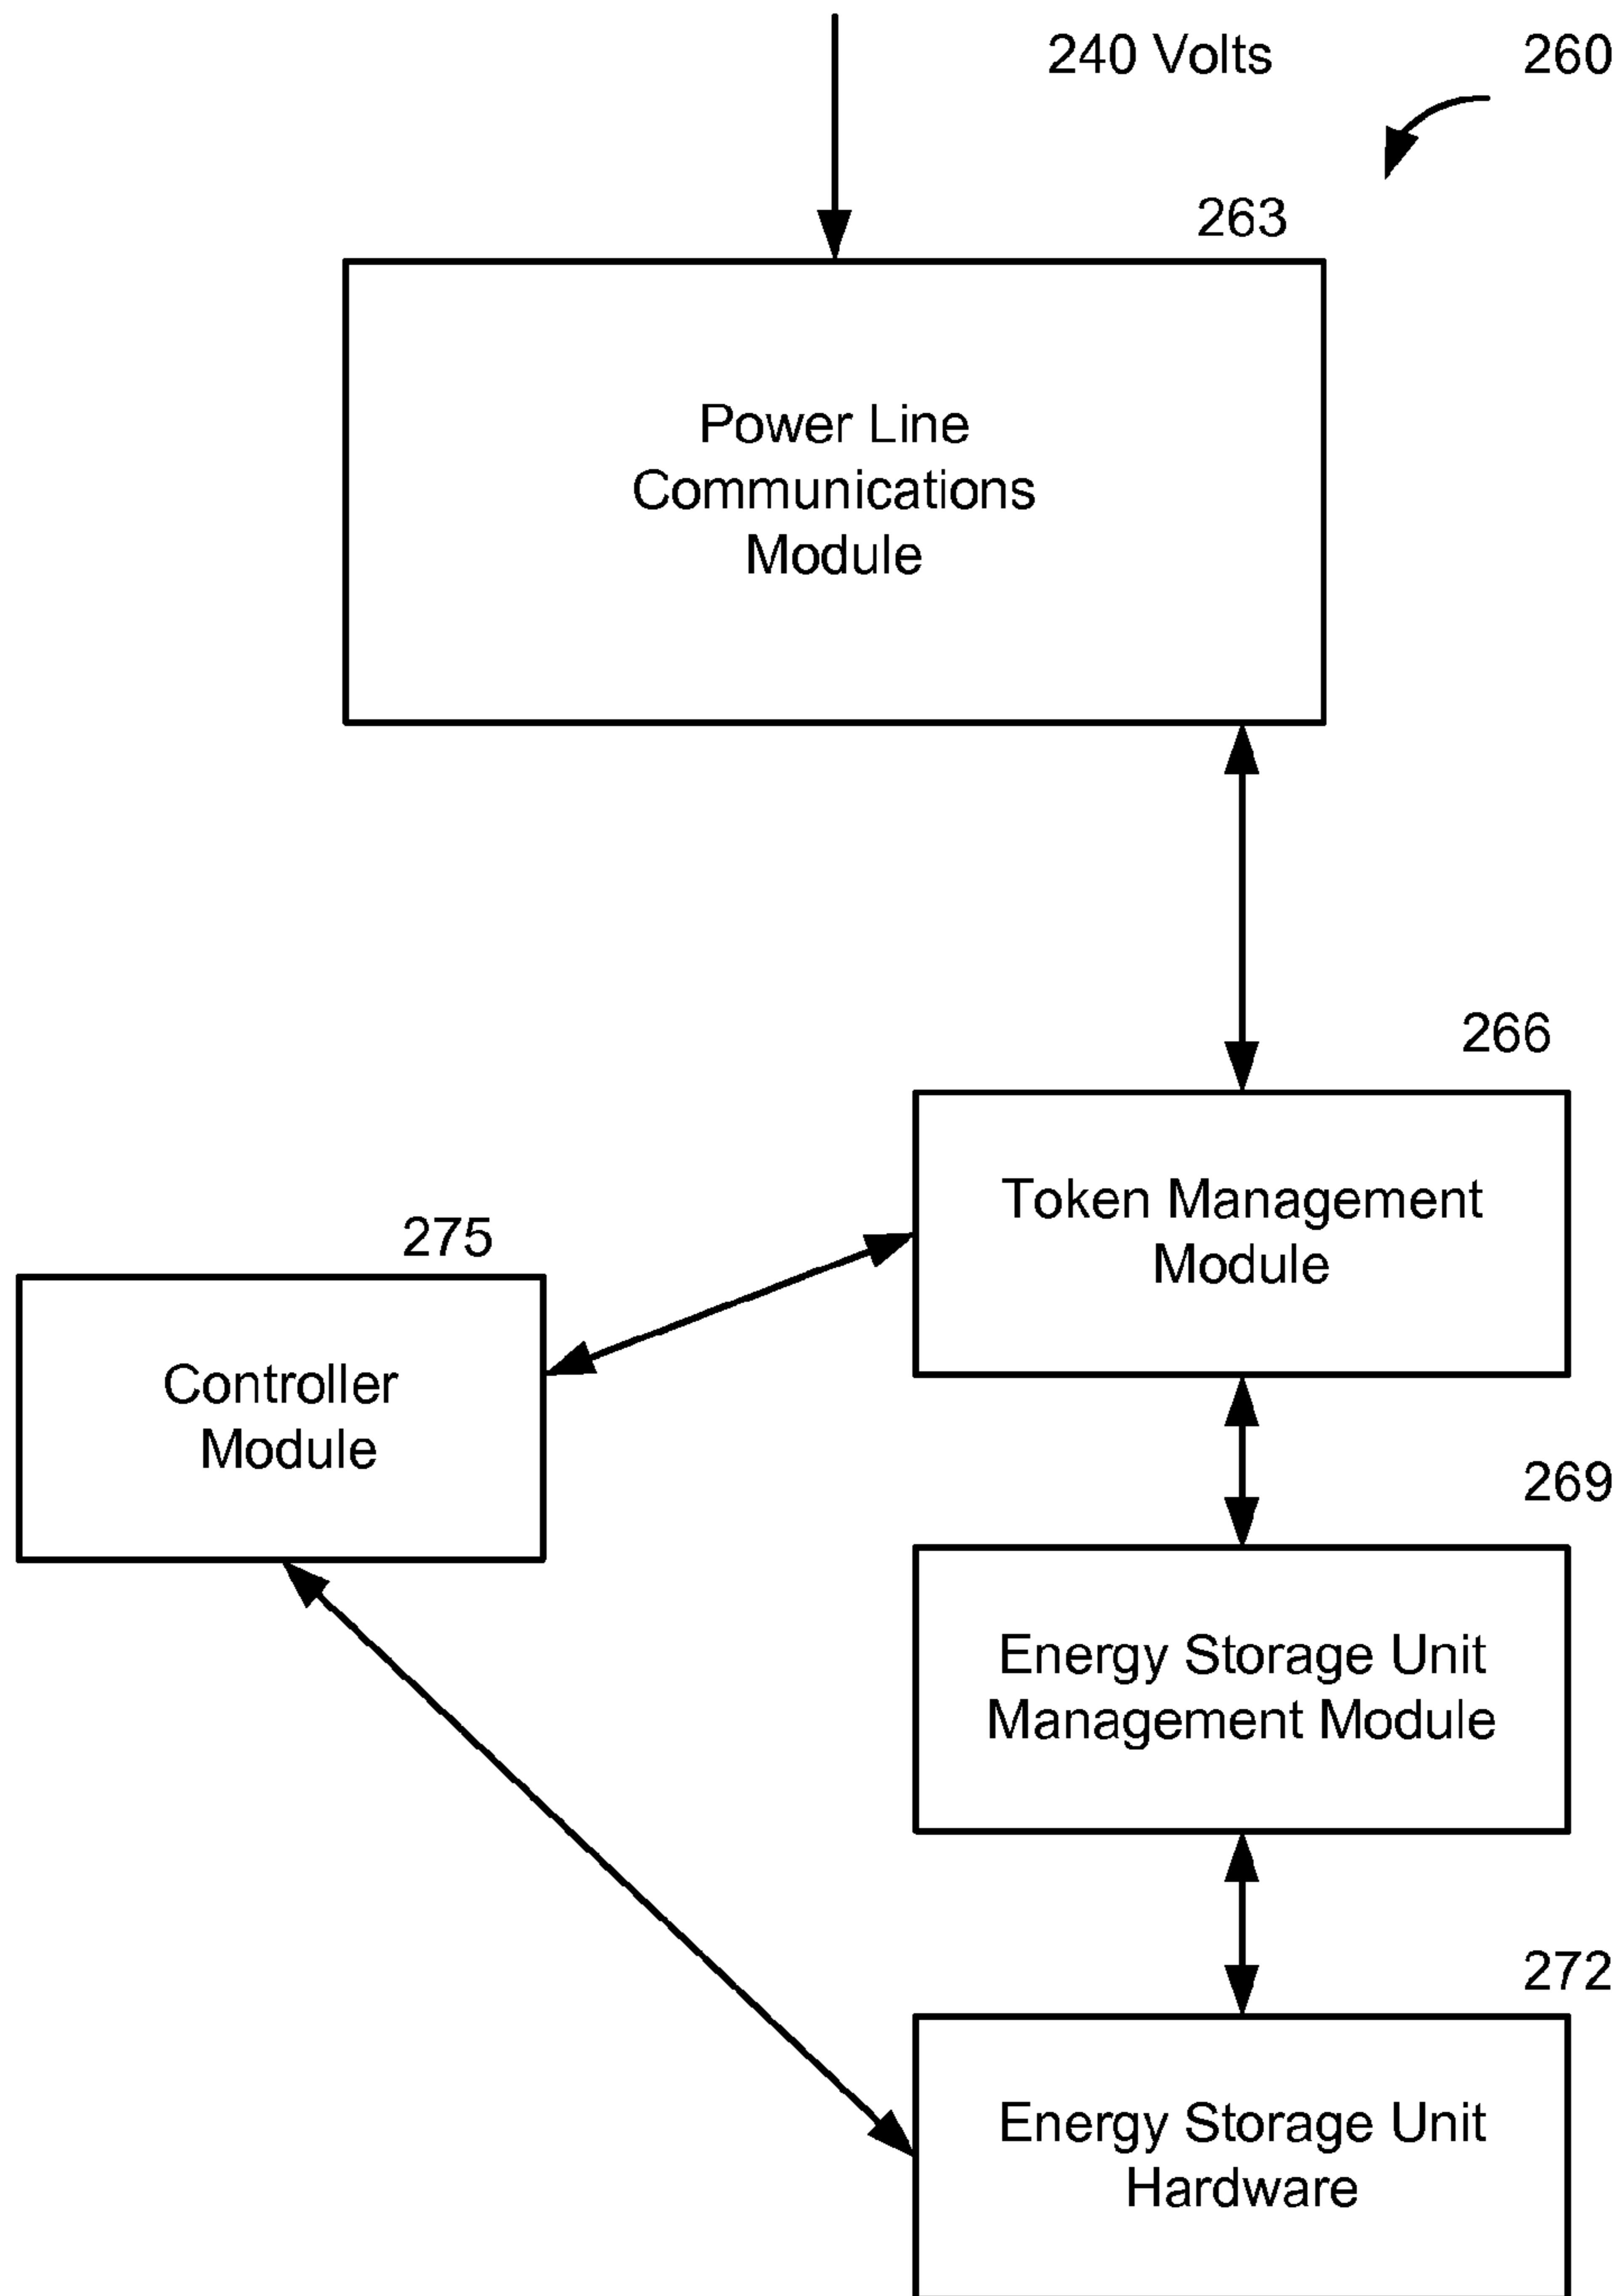 240 Volts
260
263
Power Line
Communications
Module
266
Token Management
Module
275
Controller
Module
269
Energy Storage Unit
Management Module
272
Energy Storage Unit
Hardware